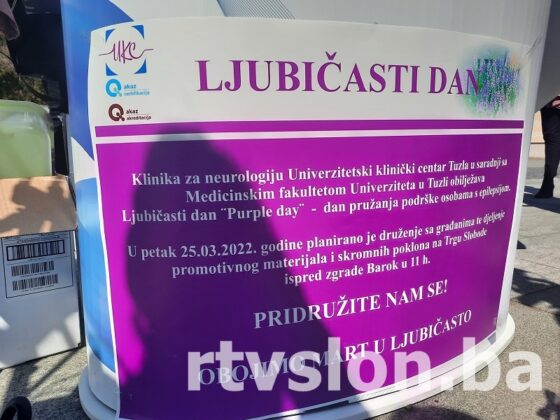 UKC
akaz
certifikacija
akaz
akreditacija
LJUBIČASTI DAN
Klinika za neurologiju Univerzitetski klinički centar Tuzla u saradnji sa
Medicinskim fakultetom Univerziteta u Tuzli obilježava
Ljubičasti dan ¨Purple day¨ - dan pružanja podrške osobama s epilepsijom.
U petak 25.03.2022. godine planirano je druženje sa građanima te djeljenje
promotivnog materijala i skromnih poklona na Trgu Slobode
ispred zgrade Barok u 11 h.
PRIDRUŽITE NAM SE!
OBOJIMO MART U LJUBIČASTO
rtvslon.ba